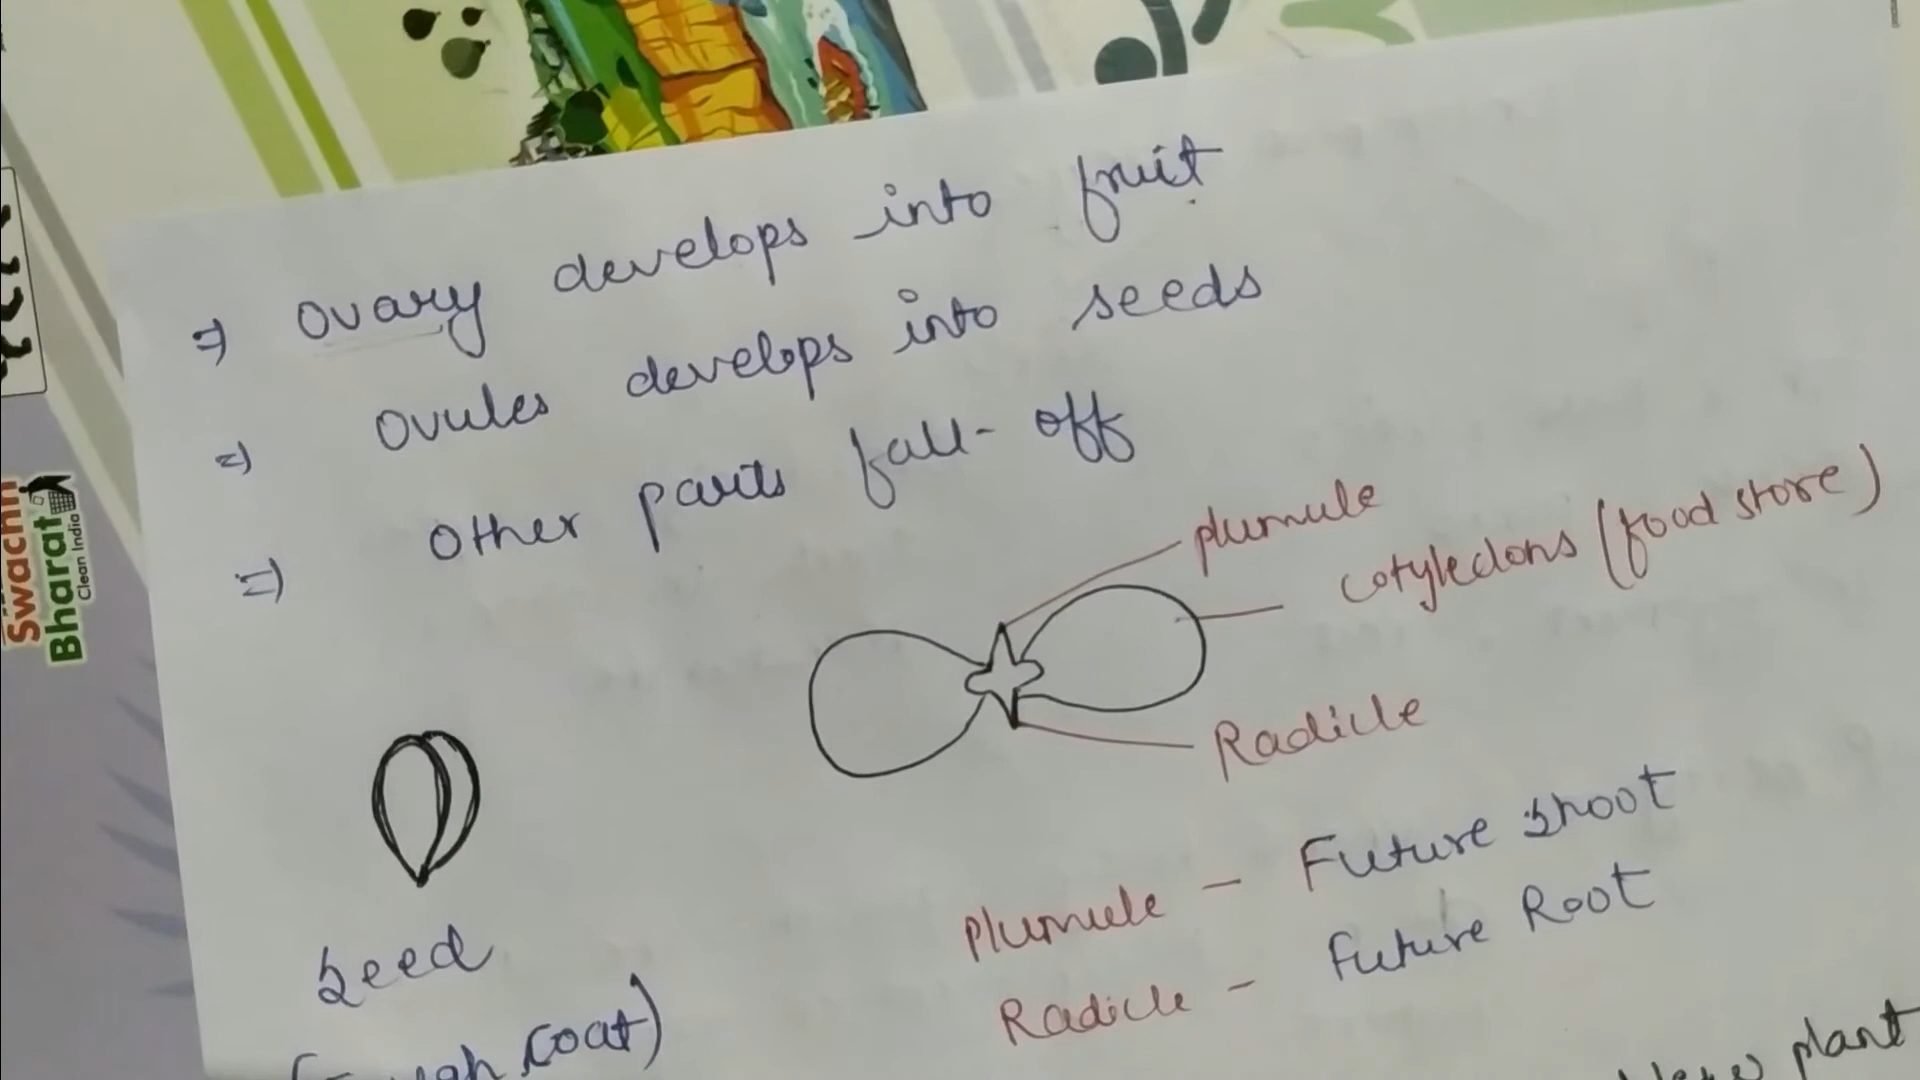 =) Ovary develops into fruit
=) Ovules develops into seeds
=) Other parts fall-off
plumule
cotyledons (food store)
Radicle
Seed
coat)
Plumule - Future shoot
Radicle - Future Root
New plant
Swachh
Bharat
Clean India